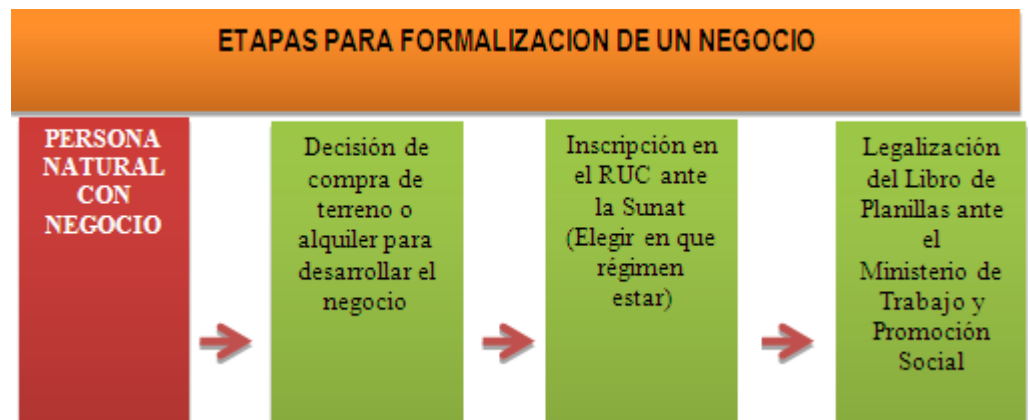 ETAPAS PARA FORMALIZACION DE UN NEGOCIO
PERSONA
NATURAL
CON
NEGOCIO
Decisión de
compra de
terreno o
alquiler para
desarrollar el
negocio
Inscripción en
el RUC ante
la Sunat
(Elegir en que
régimen
estar)
Legalización
del Libro de
Planillas ante
el
Ministerio de
Trabajo y
Promoción
Social